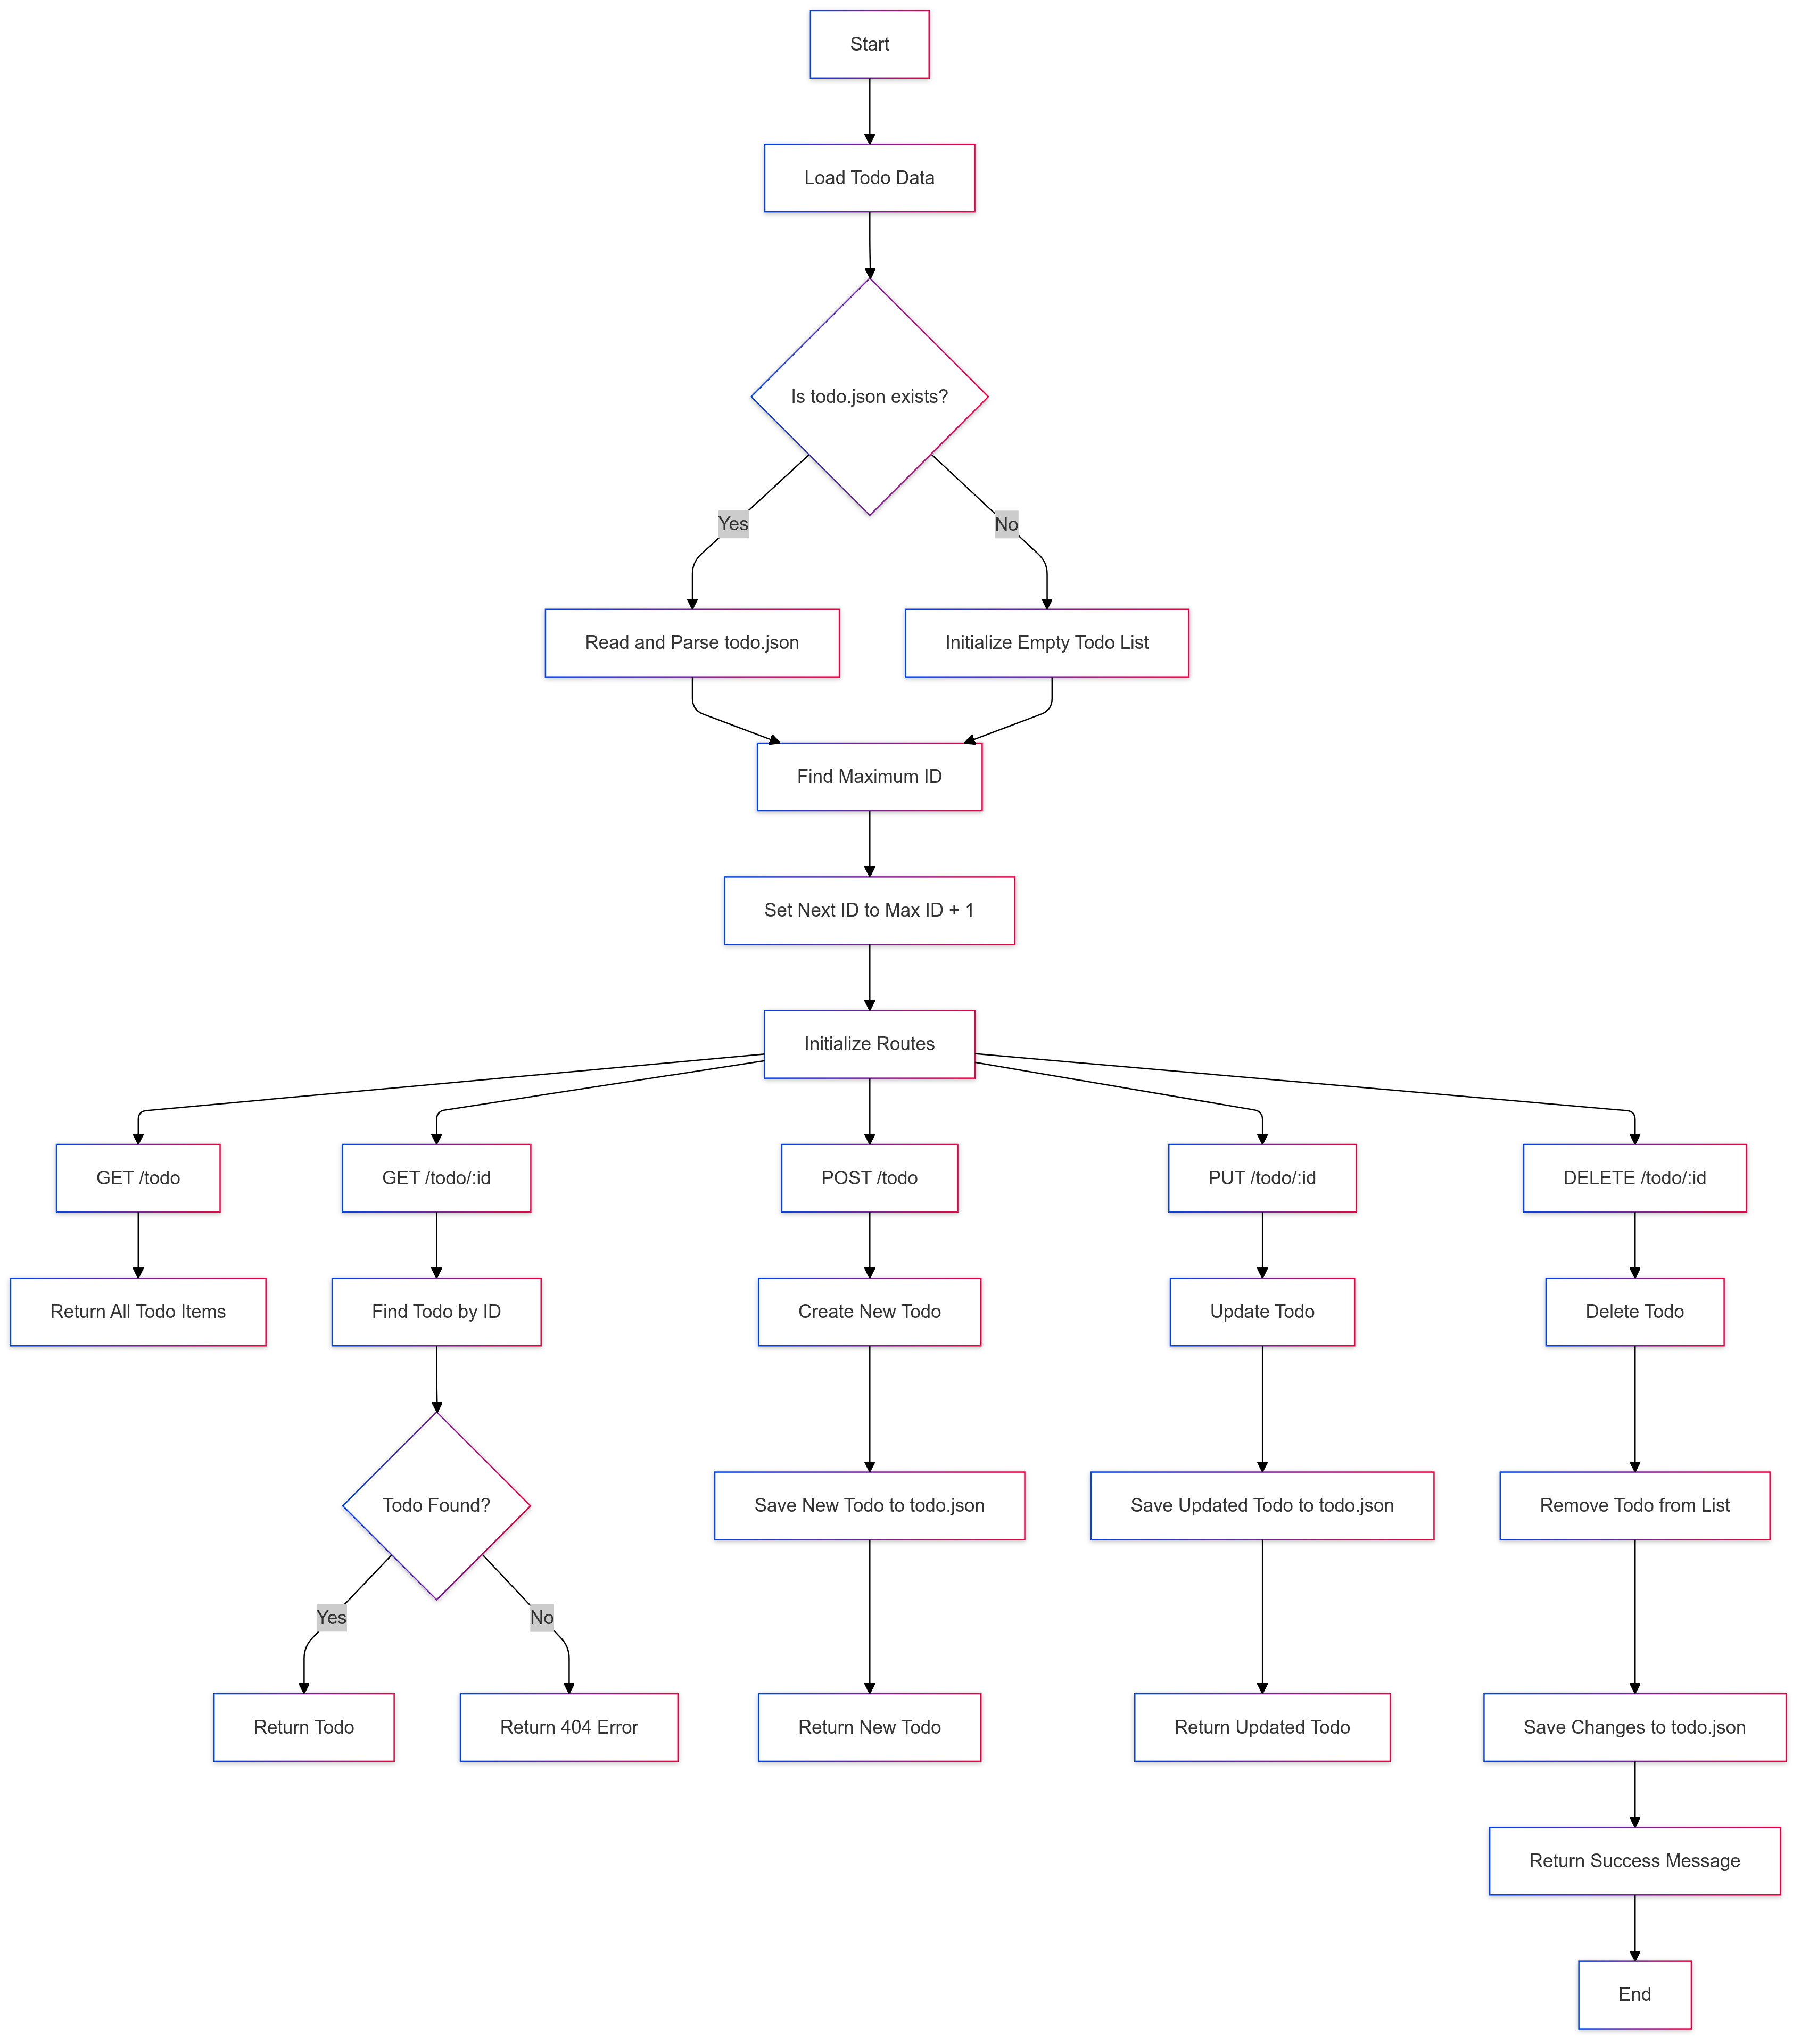 Start
Load Todo Data
Is todo.json exists?
Yes
No
Read and Parse todo.json
Initialize Empty Todo List
Find Maximum ID
Set Next ID to Max ID + 1
Initialize Routes
GET /todo
GET /todo/:id
POST /todo
PUT /todo/:id
DELETE /todo/:id
Return All Todo Items
Find Todo by ID
Create New Todo
Update Todo
Delete Todo
Todo Found?
Save New Todo to todo.json
Save Updated Todo to todo.json
Remove Todo from List
Yes
No
Return Todo
Return 404 Error
Return New Todo
Return Updated Todo
Save Changes to todo.json
Return Success Message
End